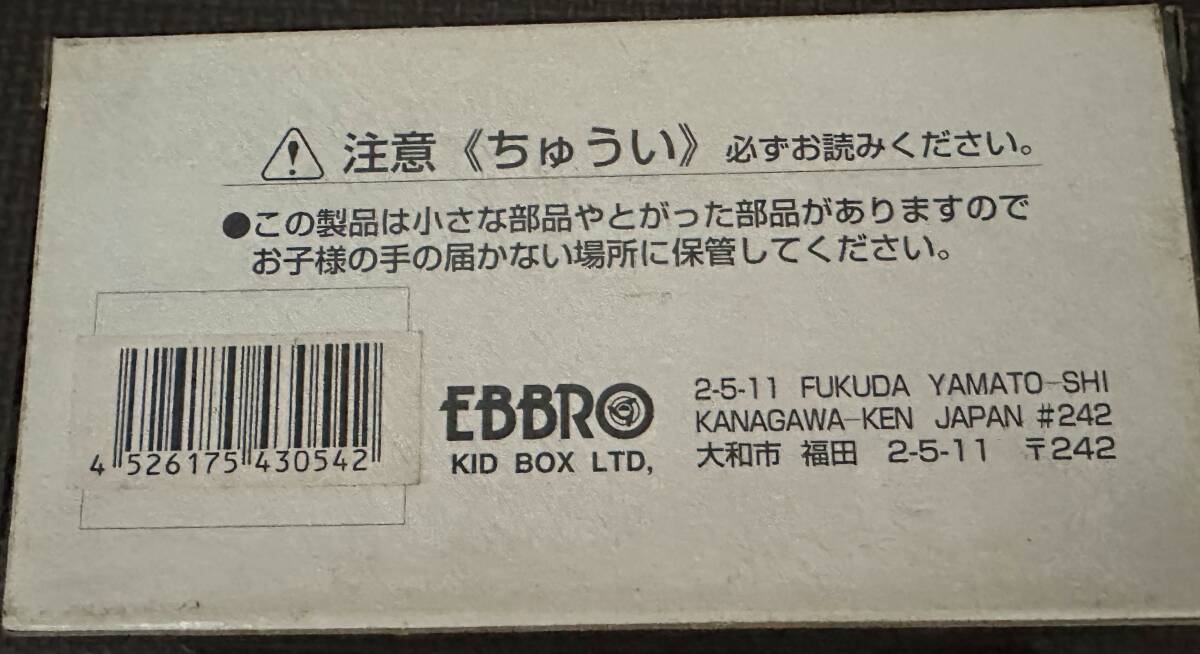 注意《ちゅうい》必ずお読みください。
●この製品は小さな部品やとがった部品がありますので
お子様の手の届かない場所に保管してください。
4 526175 430542
EBBRO
KID BOX LTD,
2-5-11 FUKUDA YAMATO-SHI
KANAGAWA-KEN JAPAN #242
大和市 福田 2-5-11 〒242